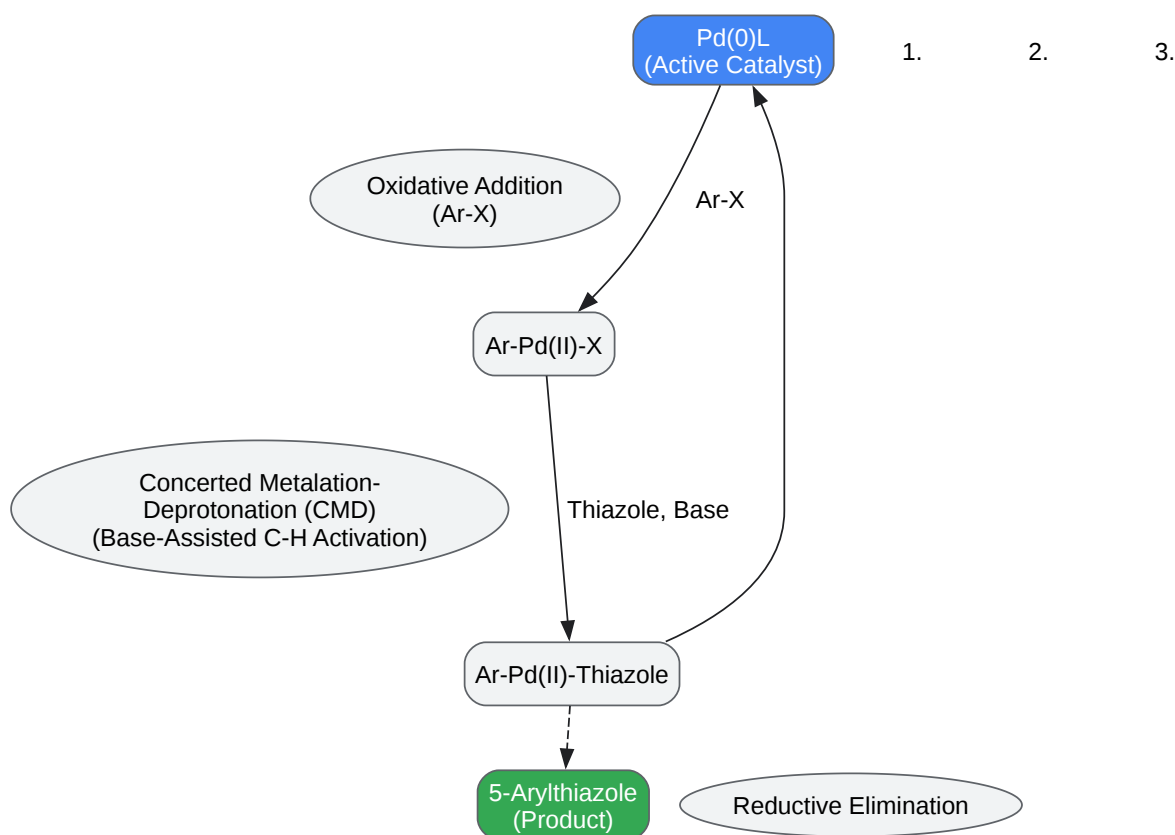 Pd(0)L
(Active Catalyst)
1.
2.
3.
Oxidative Addition
(Ar-X)
Ar-X
Ar-Pd(II)-X
Concerted Metalation-
Deprotonation (CMD)
(Base-Assisted C-H Activation)
Thiazole, Base
Ar-Pd(II)-Thiazole
5-Arylthiazole
(Product)
Reductive Elimination